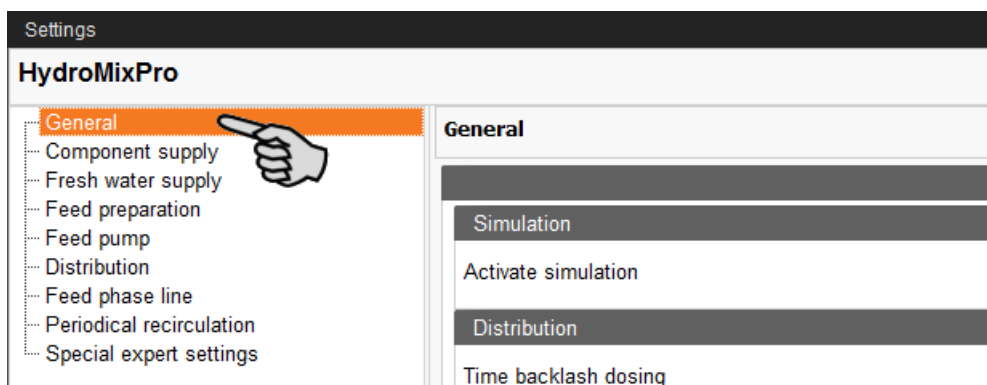 Settings
HydroMixPro
General
Component supply
Fresh water supply
Feed preparation
Feed pump
Distribution
Feed phase line
Periodical recirculation
Special expert settings
General
Simulation
Activate simulation
Distribution
Time backlash dosing